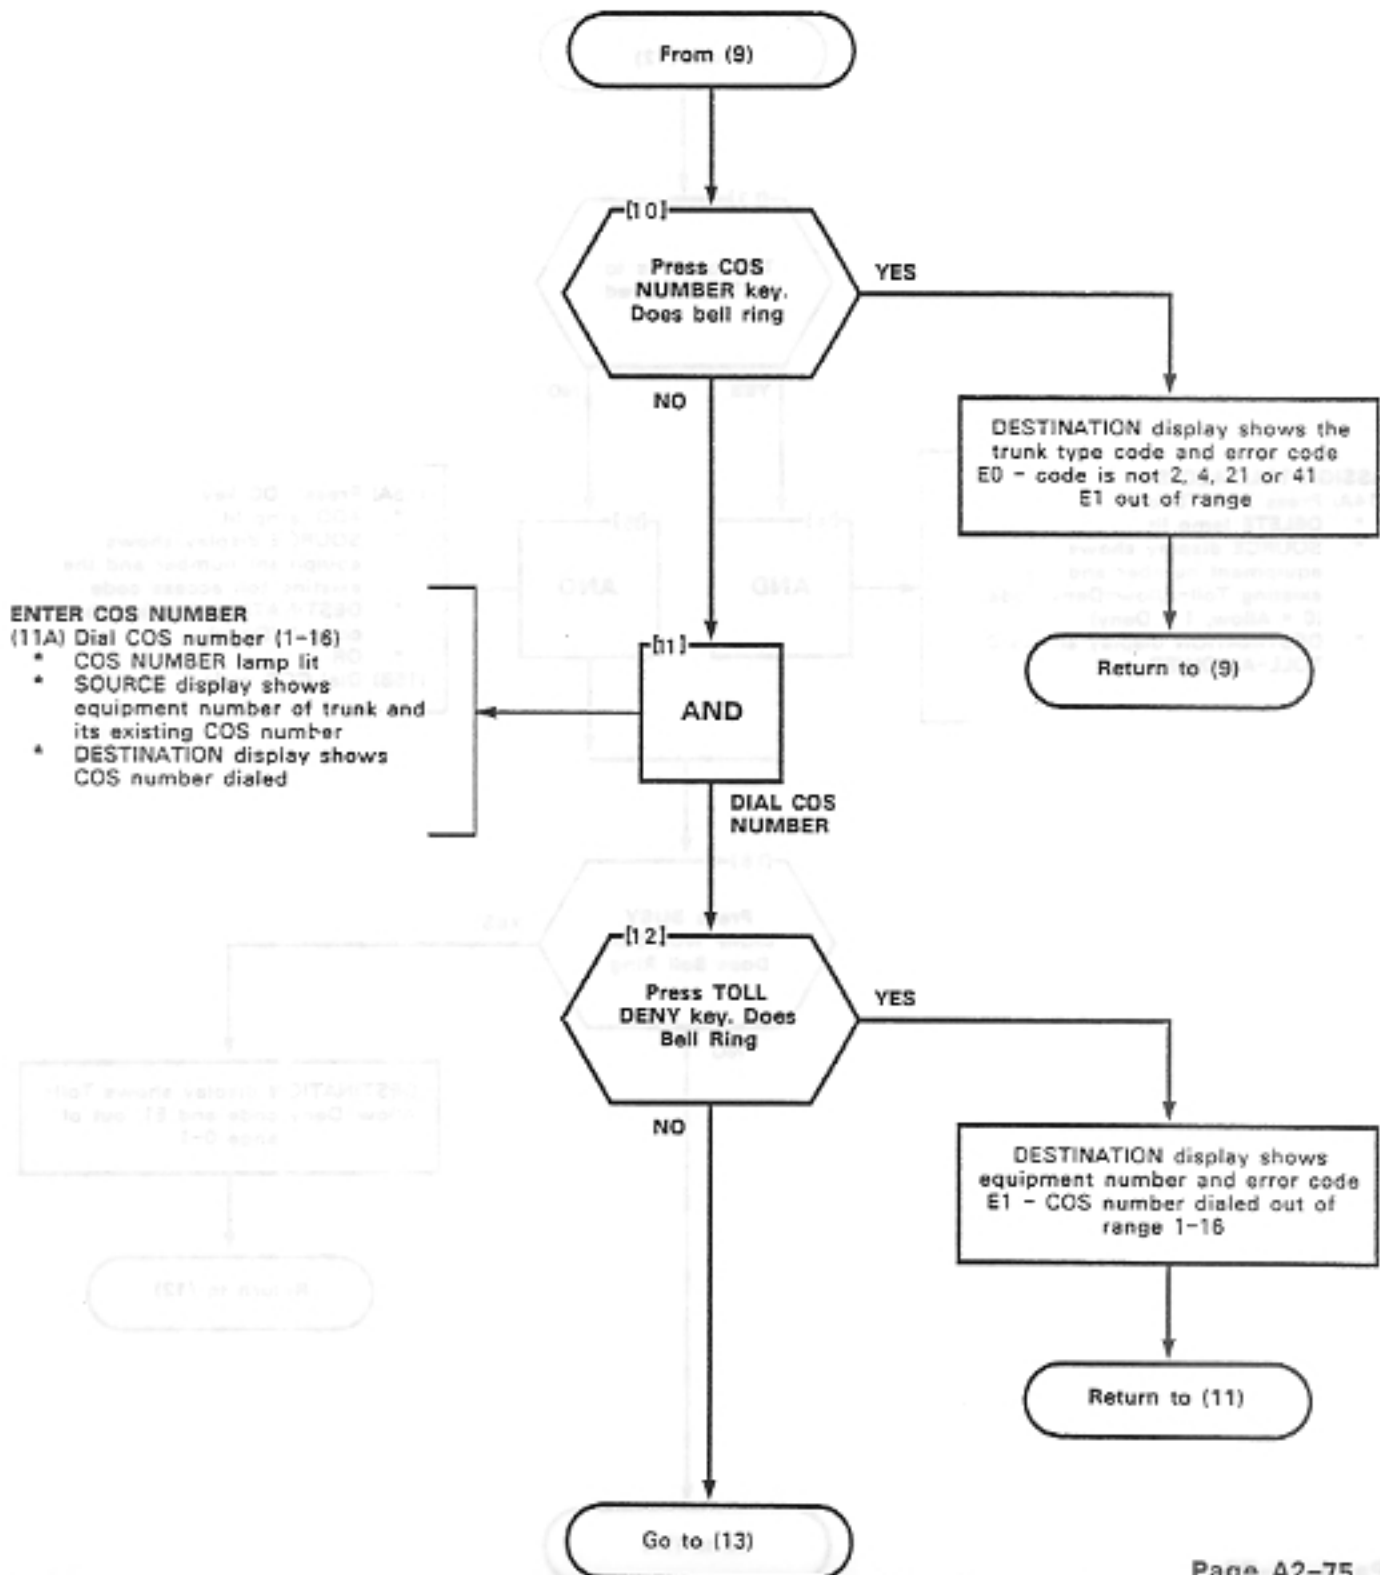 From (9)
[10]
Press COS
NUMBER key.
Does bell ring
YES
NO
DESTINATION display shows the
trunk type code and error code
E0 - code is not 2, 4, 21 or 41
E1 out of range
Return to (9)
ENTER COS NUMBER
(11A) Dial COS number (1-16)
* COS NUMBER lamp lit
* SOURCE display shows
equipment number of trunk and
its existing COS number
* DESTINATION display shows
COS number dialed
[11]
AND
DIAL COS
NUMBER
[12]
Press TOLL
DENY key. Does
Bell Ring
YES
NO
DESTINATION display shows
equipment number and error code
E1 - COS number dialed out of
range 1-16
Return to (11)
Go to (13)
Page A2-75